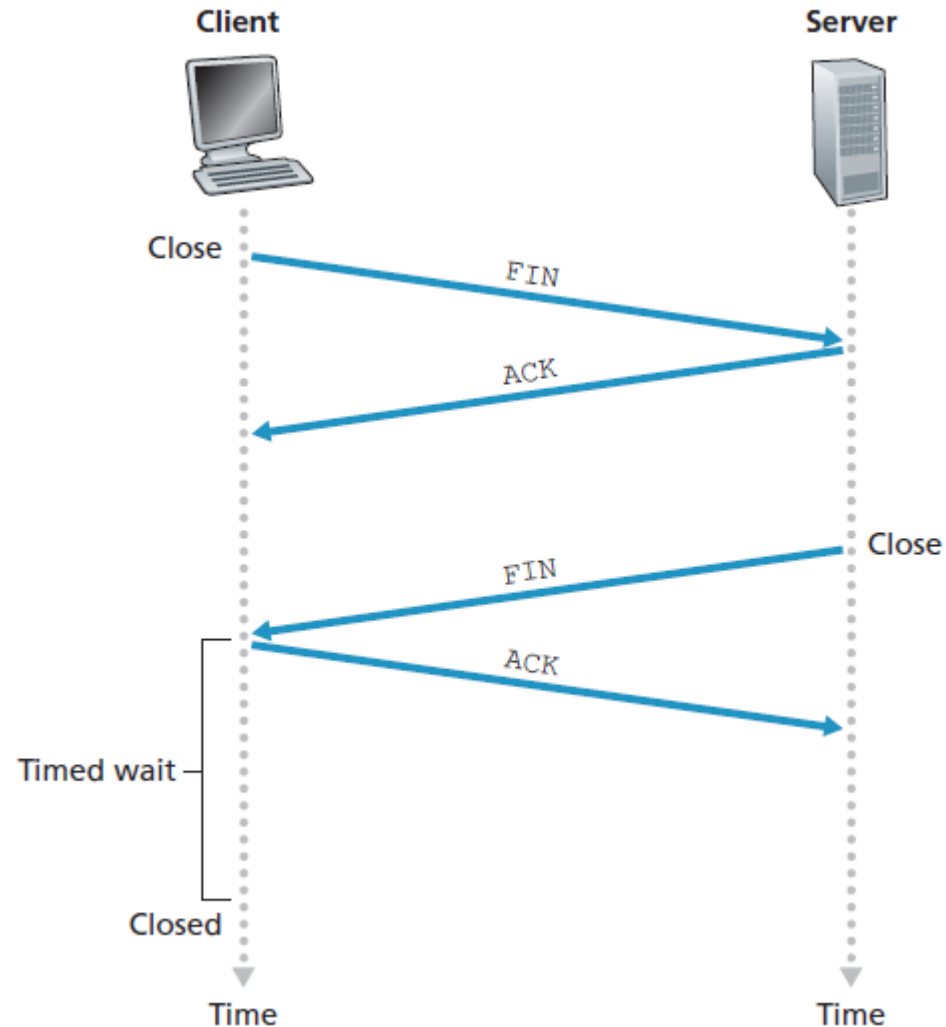 Client
Server
Close
FIN
ACK
Close
FIN
ACK
Timed wait
Closed
Time
Time